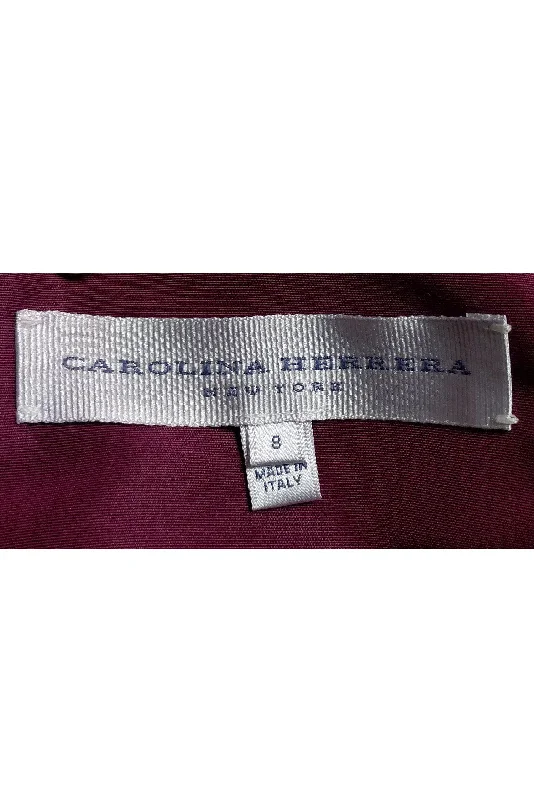 CAROLINA HERRERA
NEW YORK
8
MADE IN
ITALY